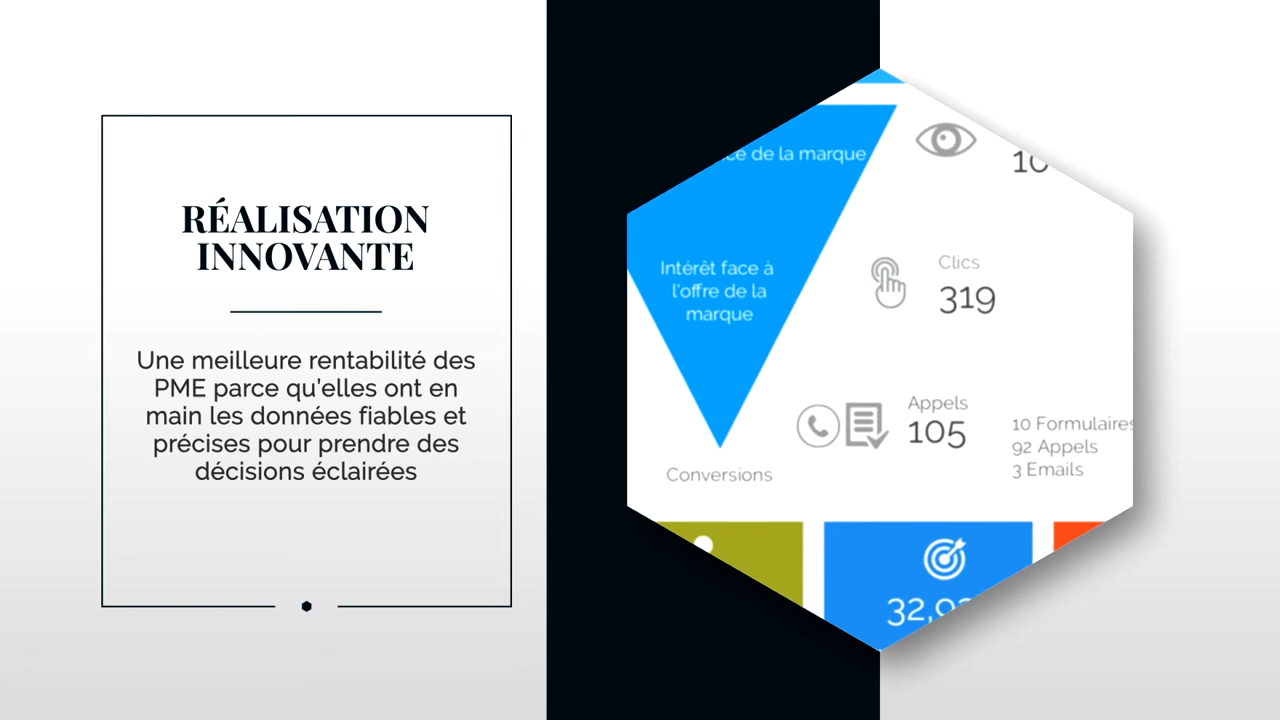 RÉALISATION
INNOVANTE
Une meilleure rentabilité des
PME parce qu'elles ont en
main les données fiables et
précises pour prendre des
décisions éclairées
de la marque
Intérêt face à
l'offre de la
marque
Conversions
Clics
319
Appels
105
10 Formulaires
92 Appels
3 Emails